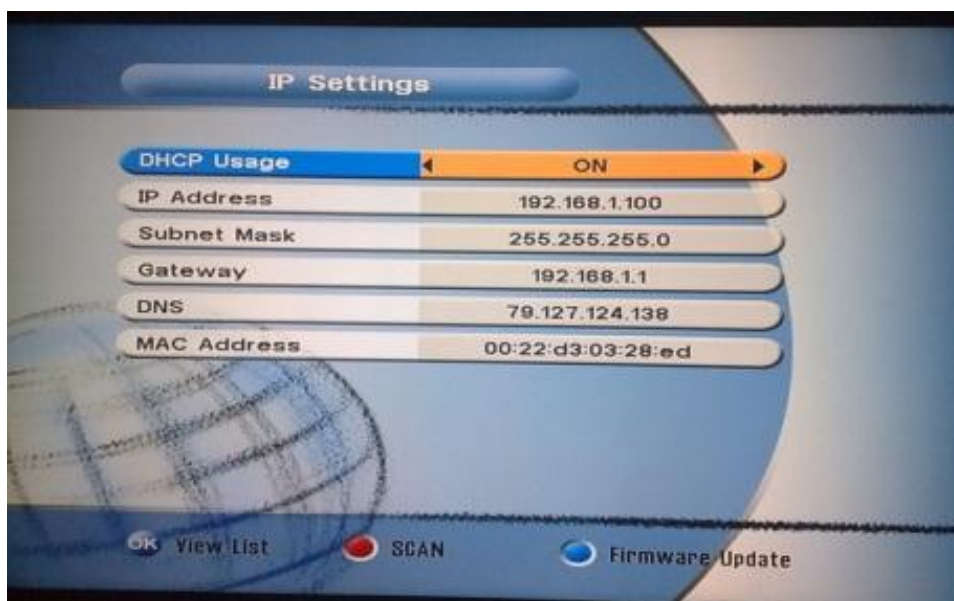 IP Settings
DHCP Usage ON
IP Address 192.168.1.100
Subnet Mask 255.255.255.0
Gateway 192.168.1.1
DNS 79.127.124.138
MAC Address 00:22:d3:03:28:ed
OK View List SCAN Firmware Update